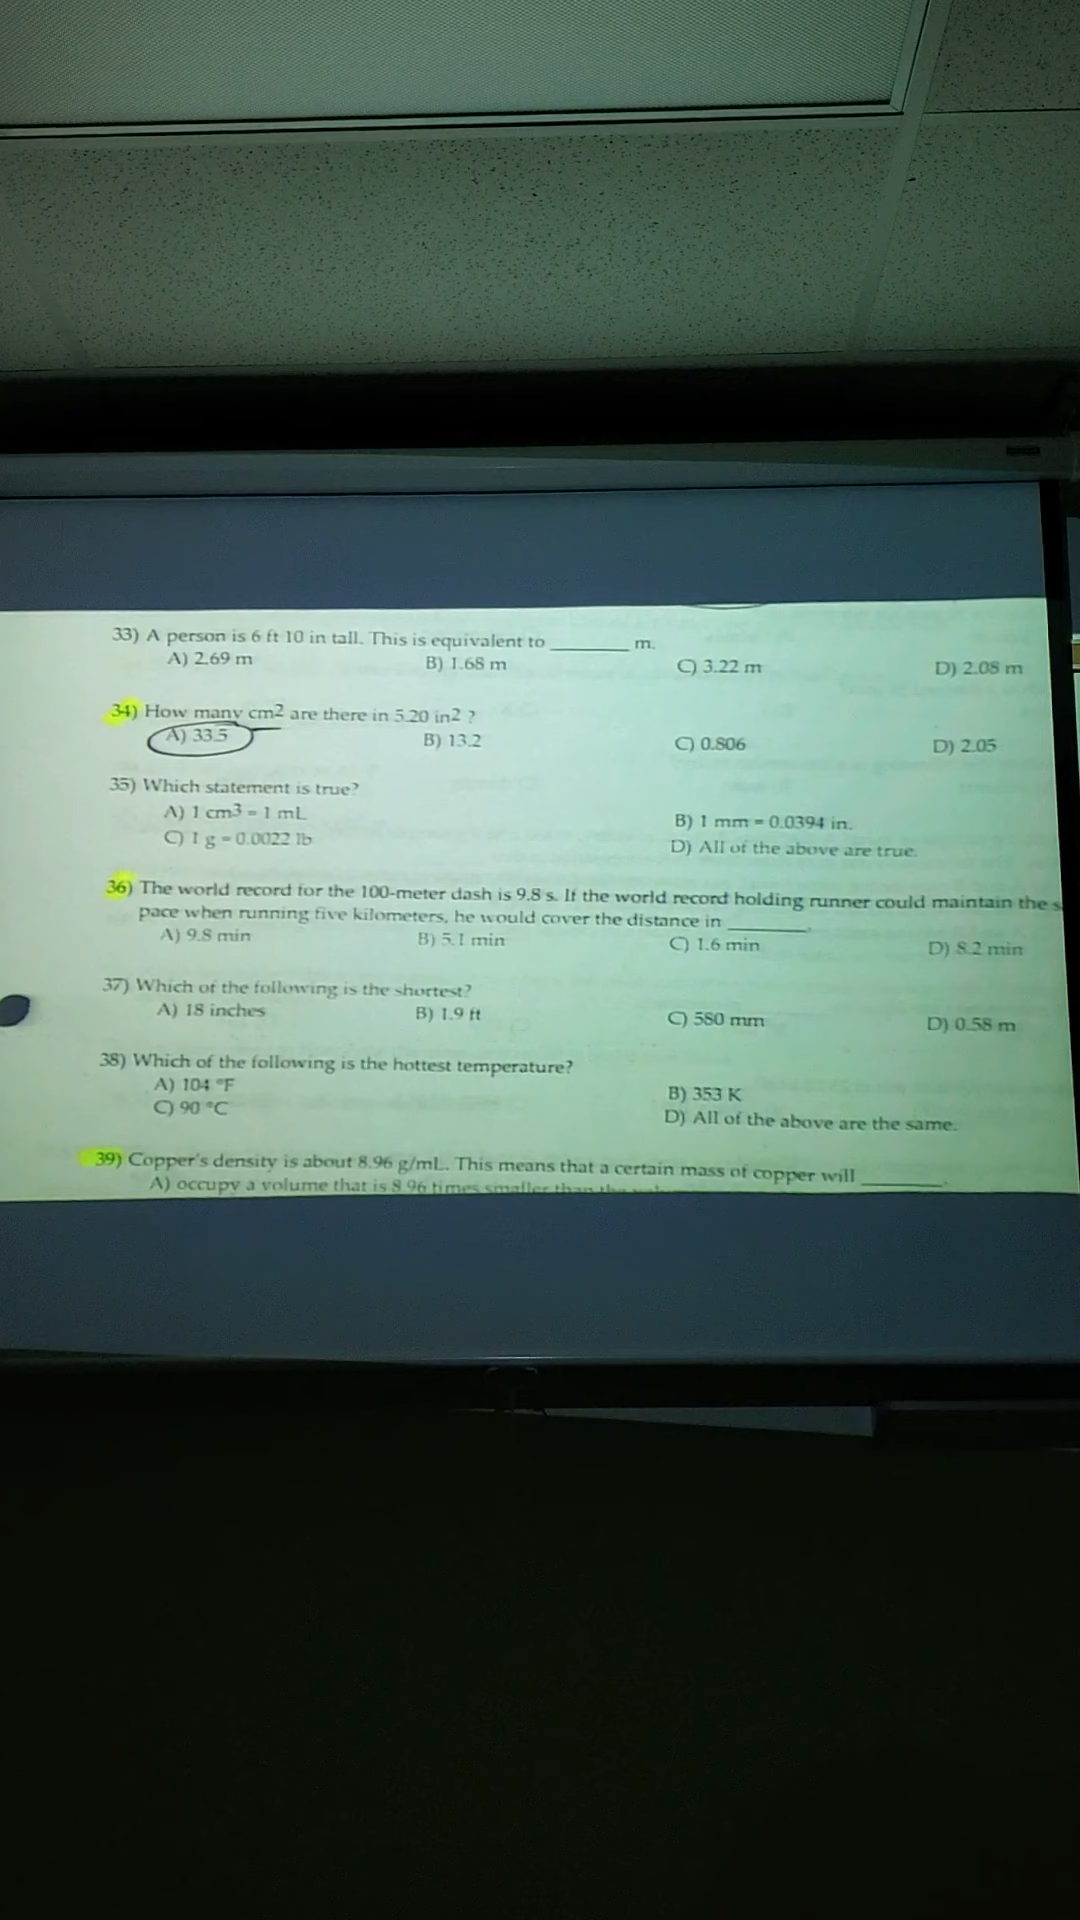 33) A person is 6 ft 10 in tall. This is equivalent to ________ m.
A) 2.69 m B) 1.68 m C) 3.22 m D) 2.08 m
34) How many cm2 are there in 5.20 in2 ?
A) 33.5 B) 13.2 C) 0.806 D) 2.05
35) Which statement is true?
A) 1 cm3 = 1 mL B) 1 mm = 0.0394 in.
C) 1 g = 0.0022 lb D) All of the above are true.
36) The world record for the 100-meter dash is 9.8 s. If the world record holding runner could maintain the s
pace when running five kilometers, he would cover the distance in ________.
A) 9.8 min B) 5.1 min C) 1.6 min D) 8.2 min
37) Which of the following is the shortest?
A) 18 inches B) 1.9 ft C) 580 mm D) 0.58 m
38) Which of the following is the hottest temperature?
A) 104 °F B) 353 K
C) 90 °C D) All of the above are the same.
39) Copper's density is about 8.96 g/mL. This means that a certain mass of copper will ________.
A) occupy a volume that is 8.96 times smaller than the